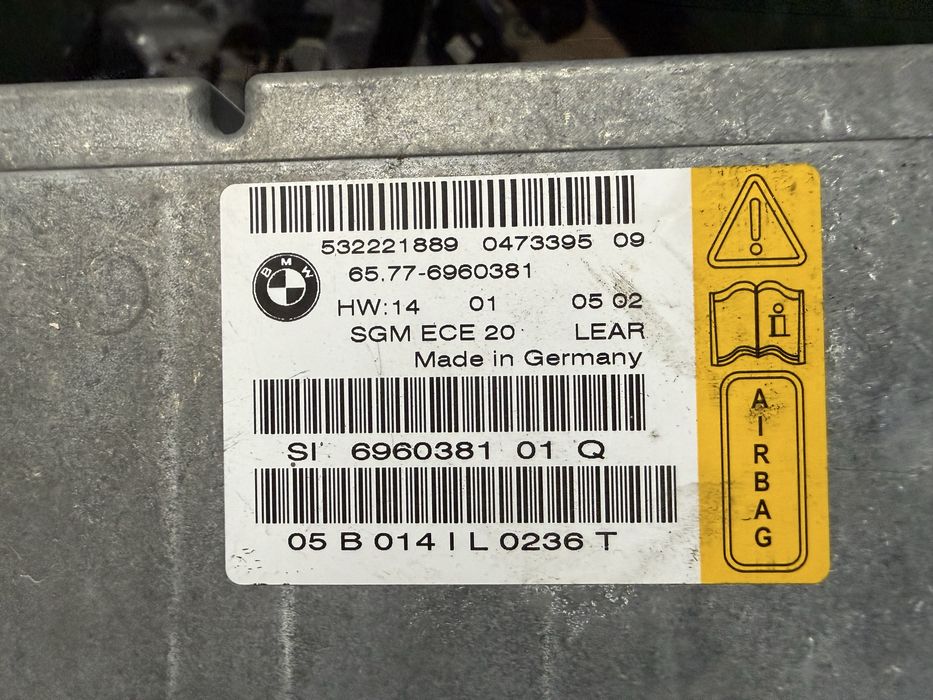 532221889 0473395 09
BMW
65.77-6960381
HW:14 01 05 02
SGM ECE 20 LEAR
Made in Germany
SI 6960381 01 Q
05 B 014 I L 0236 T
!
i
AIRBAG